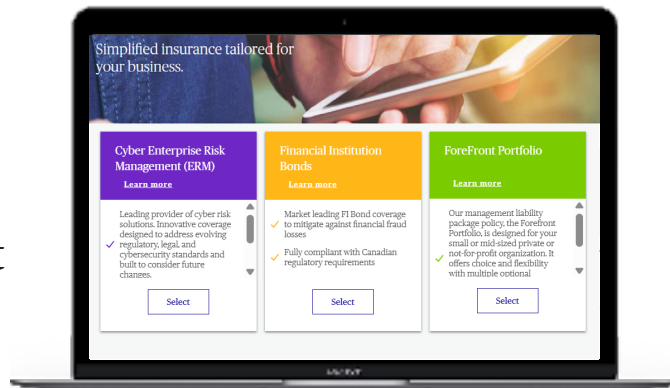 Simplified insurance tailored for
your business.
Cyber Enterprise Risk
Management (ERM)
Learn more
Leading provider of cyber risk
solutions. Innovative coverage
designed to address evolving
regulatory, legal, and
cybersecurity standards and
built to consider future
changes.
Select
Financial Institution
Bonds
Learn more
Market leading FI Bond coverage
to mitigate against financial fraud
losses
Fully compliant with Canadian
regulatory requirements
Select
ForeFront Portfolio
Learn more
Our management liability
package policy, the Forefront
Portfolio, is designed for your
small or mid-sized private or
not-for-profit organization. It
offers choice and flexibility
with multiple optional
Select